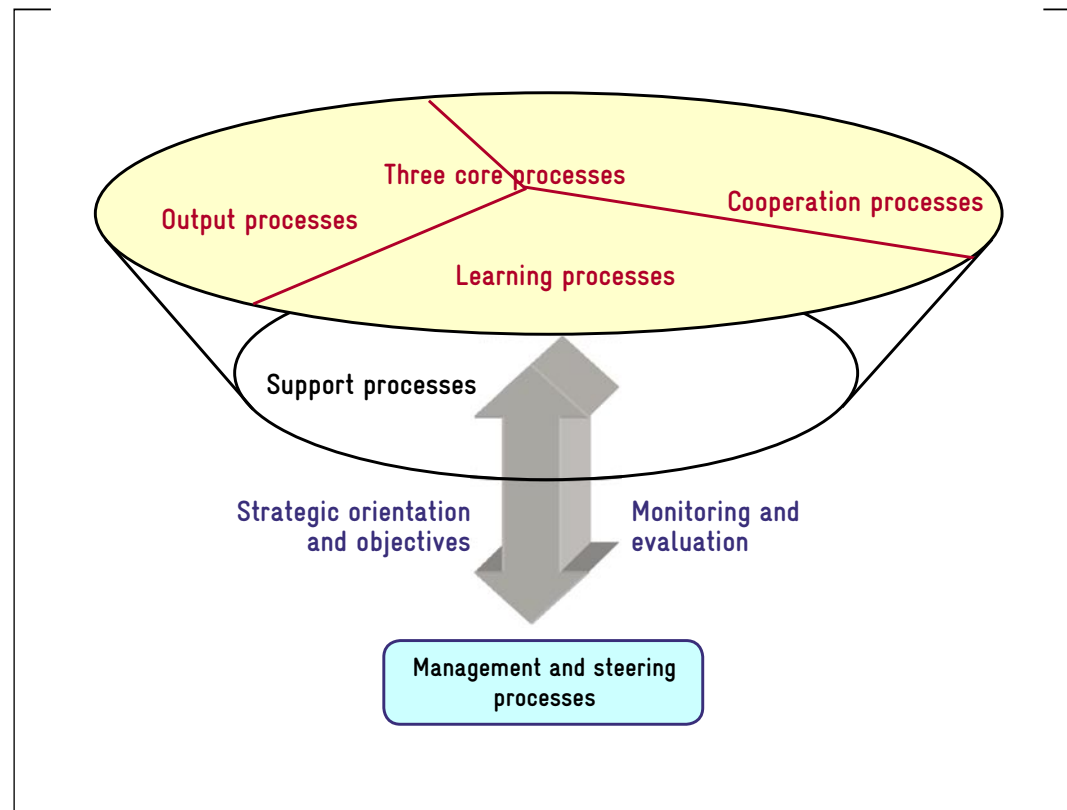 Three core processes
Cooperation processes
Output processes
Learning processes
Support processes
Strategic orientation
and objectives
Monitoring and
evaluation
Management and steering
processes